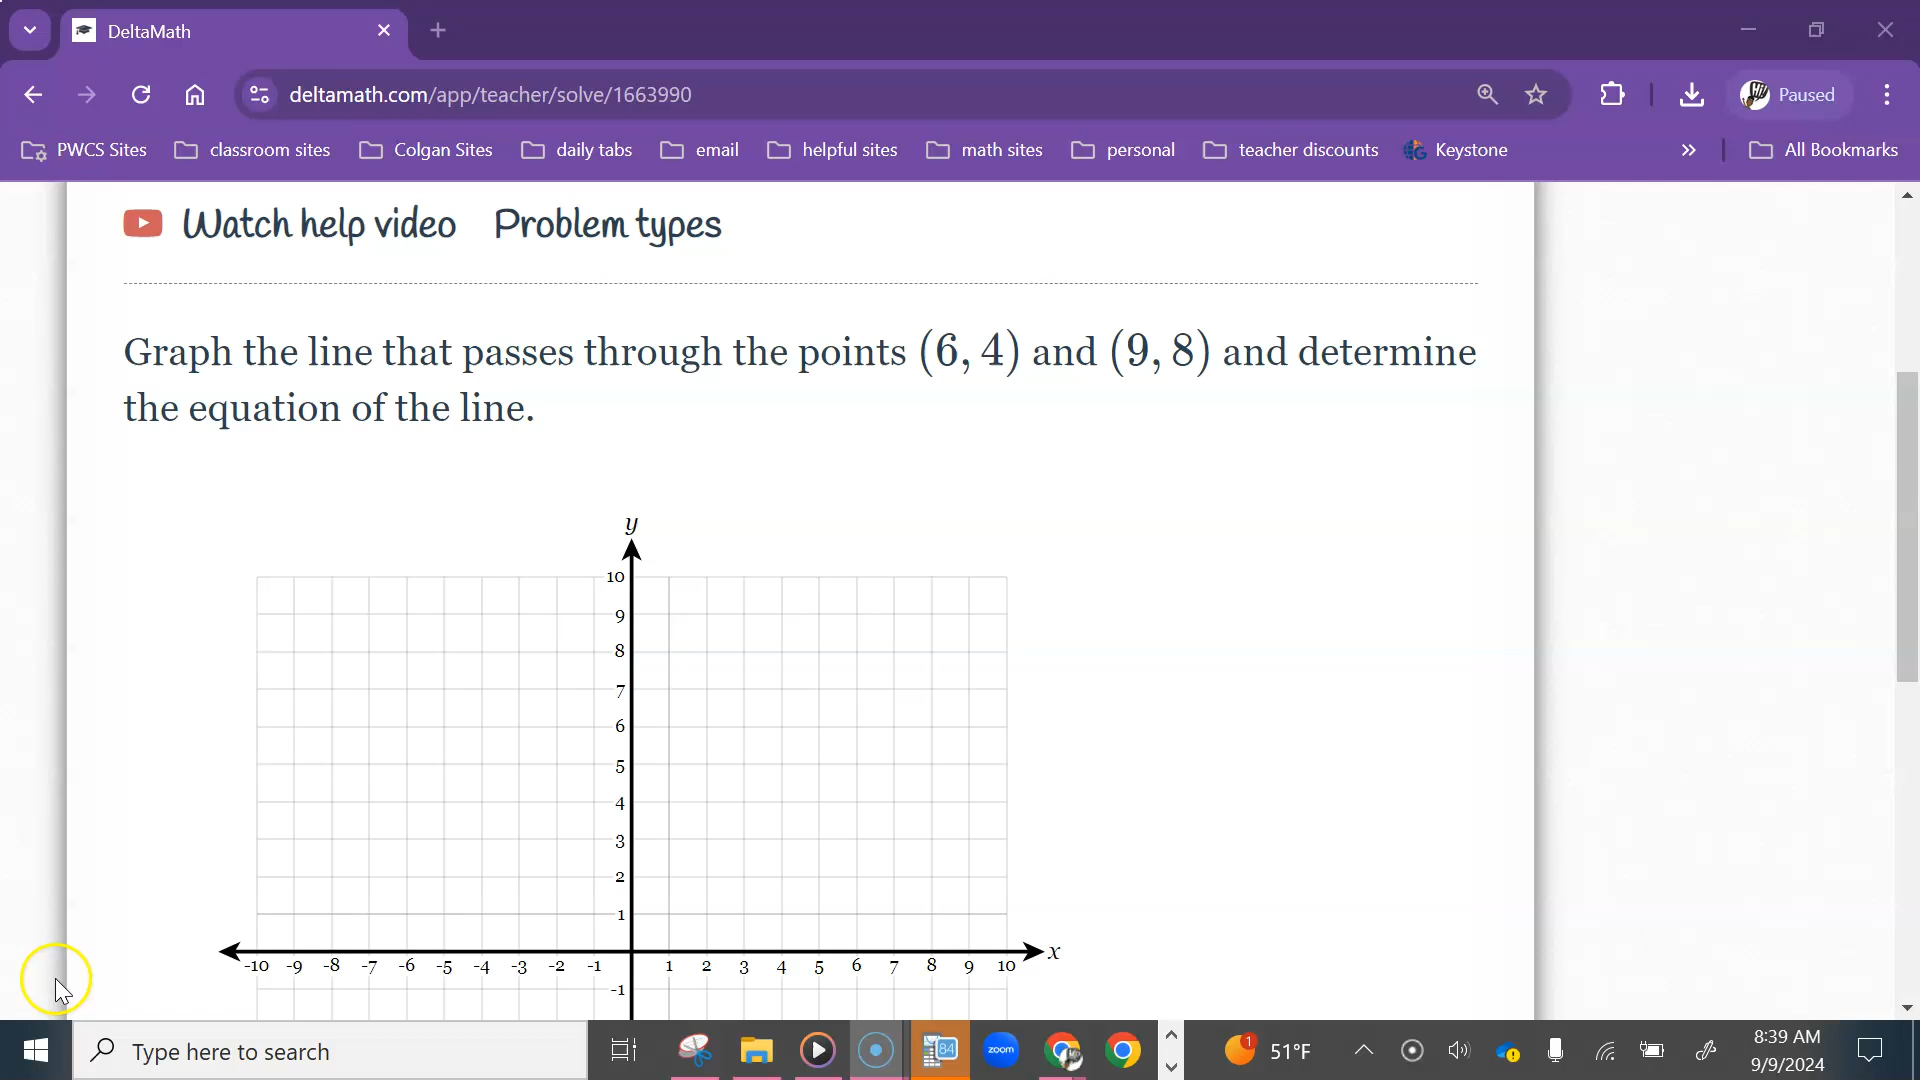 DeltaMath
deltamath.com/app/teacher/solve/1663990
Paused
PWCS Sites classroom sites Colgan Sites daily tabs email helpful sites math sites personal teacher discounts Keystone » All Bookmarks
Watch help video Problem types
Graph the line that passes through the points (6, 4) and (9, 8) and determine
the equation of the line.
y
10
9
8
7
6
5
4
3
2
1
x
-10 -9 -8 -7 -6 -5 -4 -3 -2 -1 1 2 3 4 5 6 7 8 9 10
-1
Type here to search
84
zoom
1
51°F
8:39 AM
9/9/2024